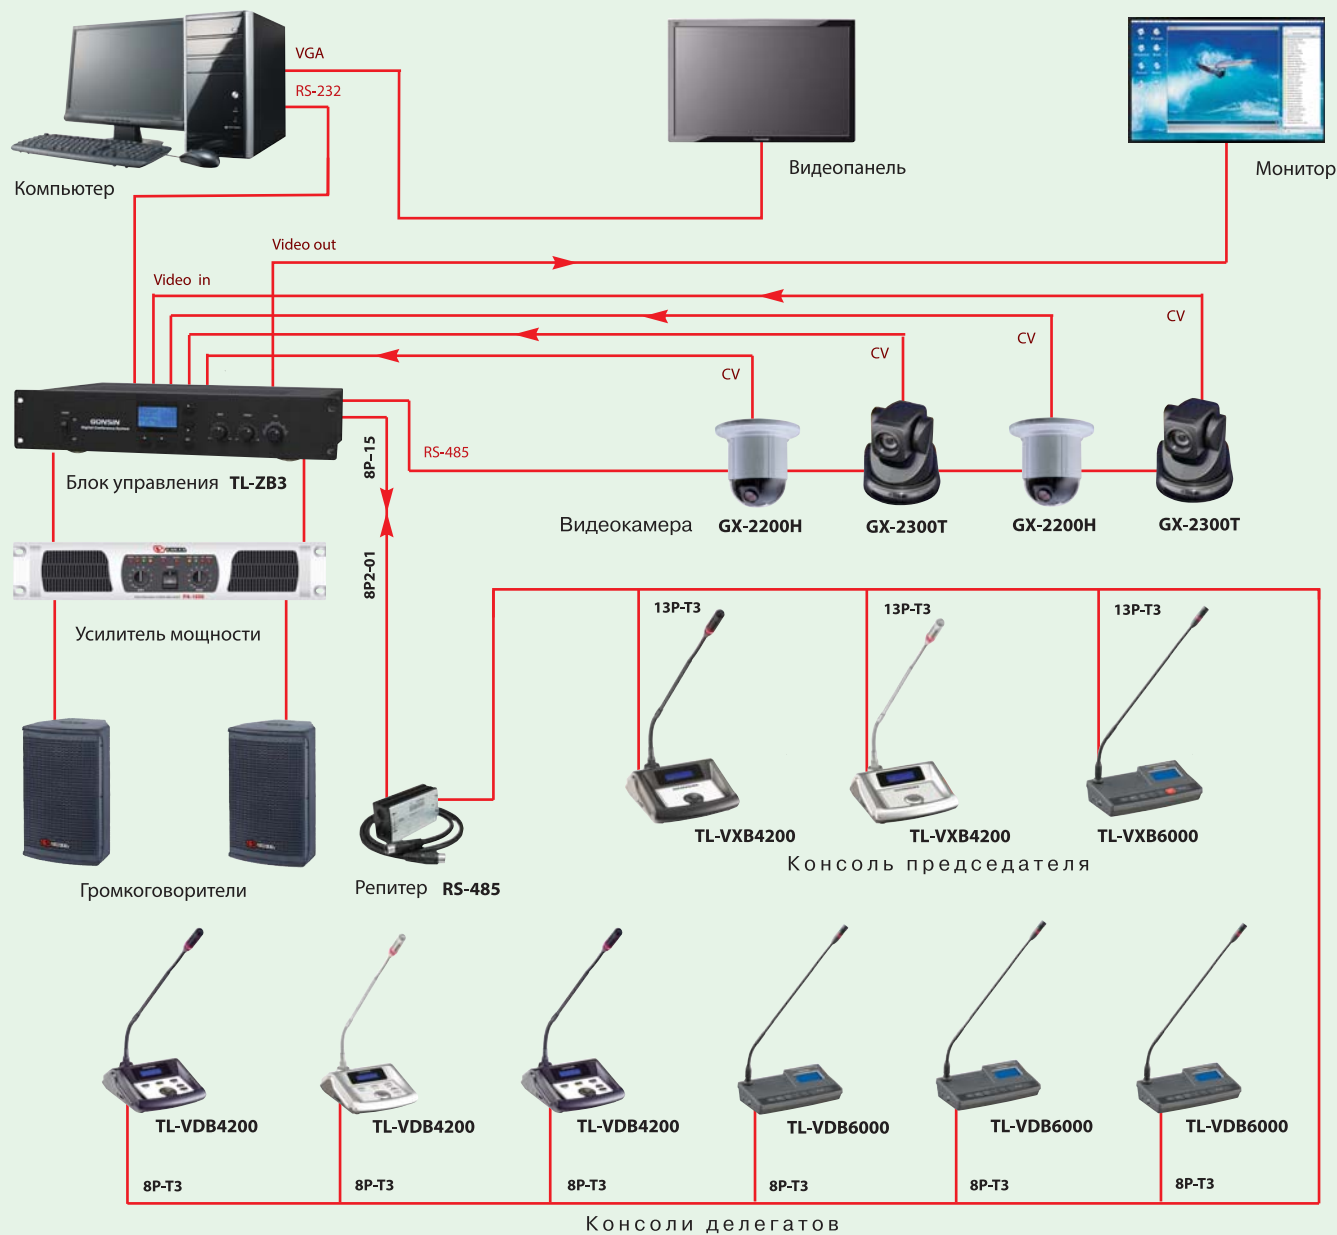 VGA
RS-232
Компьютер
Видеопанель
Монитор
Video out
Video in
CV
CV
CV
CV
GONSIN
Digital Conference System
Блок управления TL-ZB3
8P-15
RS-485
Видеокамера
GX-2200H
GX-2300T
GX-2200H
GX-2300T
8P2-01
Усилитель мощности
13P-T3
13P-T3
13P-T3
TL-VXB4200
TL-VXB4200
TL-VXB6000
Консоль председателя
Громкоговорители
Репитер RS-485
TL-VDB4200
TL-VDB4200
TL-VDB4200
TL-VDB6000
TL-VDB6000
TL-VDB6000
8P-T3
8P-T3
8P-T3
8P-T3
8P-T3
8P-T3
Консоли делегатов